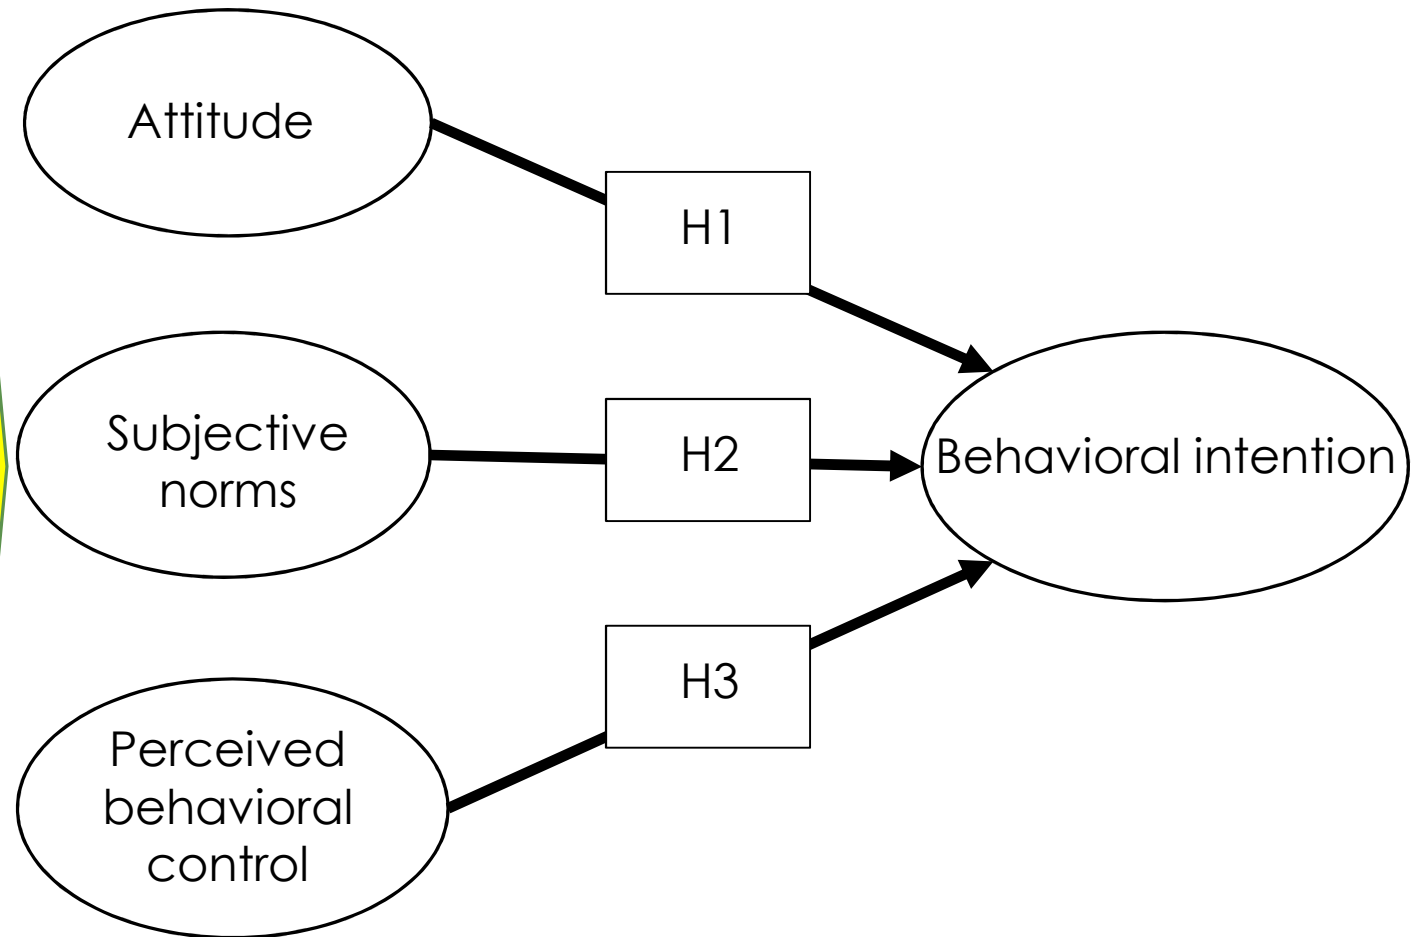 Attitude
H1
Subjective
norms
H2
Behavioral intention
H3
Perceived
behavioral
control